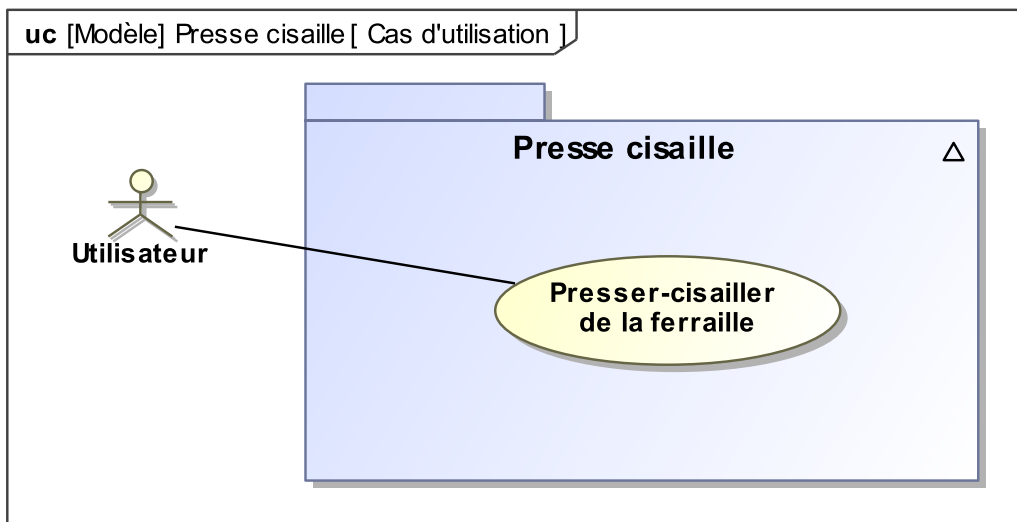 uc [Modèle] Presse cisaille [ Cas d'utilisation ]
Presse cisaille
Utilisateur
Presser-cisailler
de la ferraille